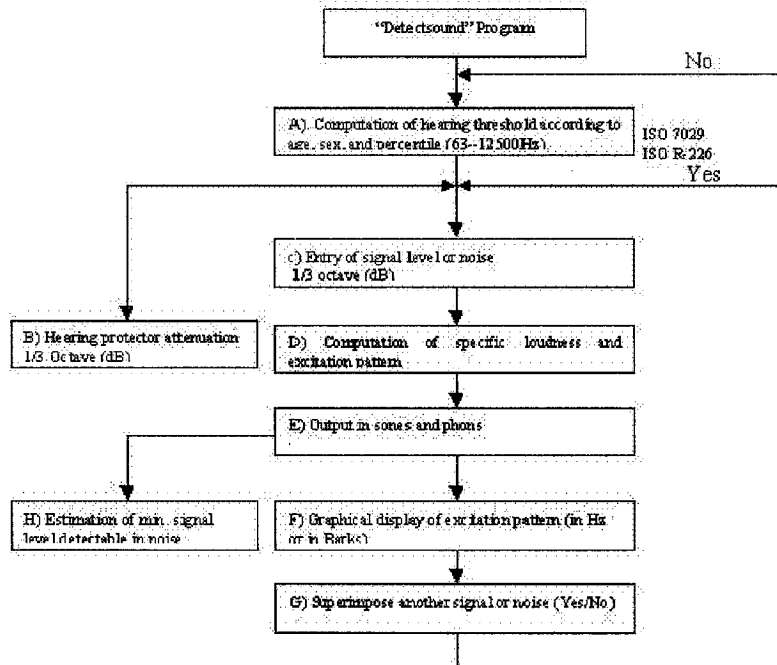 "Detectsound" Program
No
A). Computation of hearing threshold according to
age, sex, and percentile (63--12500Hz)
ISO 7029
ISO R-226
Yes
c) Entry of signal level or noise
1/3 octave (dB)
B) Hearing protector attenuation
1/3 Octave (dB)
D) Computation of specific loudness and
excitation pattern
E) Output in sones and phons
H) Estimation of min. signal
level detectable in noise
F) Graphical display of excitation pattern (in Hz
or in Barks)
G) Superimpose another signal or noise (Yes/No)